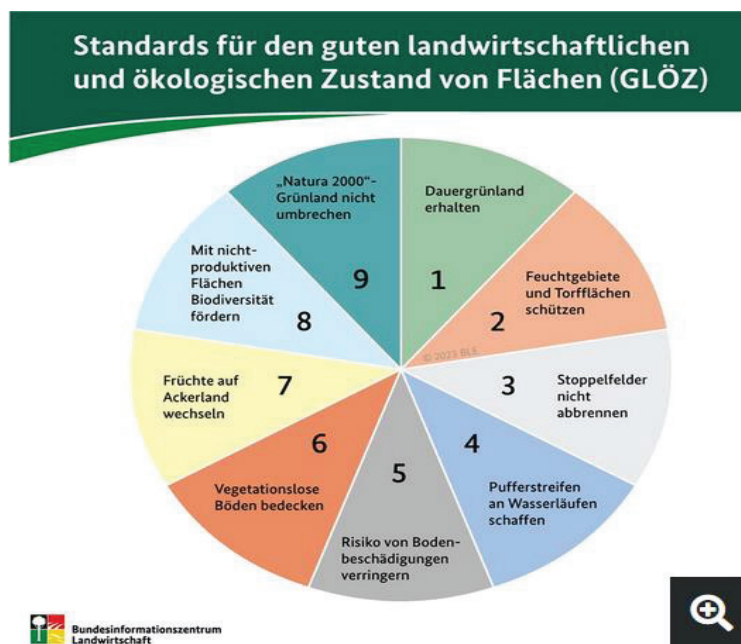 Standards für den guten landwirtschaftlichen
und ökologischen Zustand von Flächen (GLÖZ)
Dauergrünland
erhalten
1
Feuchtgebiete
und Torfflächen
schützen
2
© 2023 BLE
Stoppelfelder
nicht
abbrennen
3
Pufferstreifen
an Wasserläufen
schaffen
4
Risiko von Boden-
beschädigungen
verringern
5
Vegetationslose
Böden bedecken
6
Früchte auf
Ackerland
wechseln
7
Mit nicht-
produktiven
Flächen
Biodiversität
fördern
8
„Natura 2000“-
Grünland nicht
umbrechen
9
Bundesinformationszentrum
Landwirtschaft